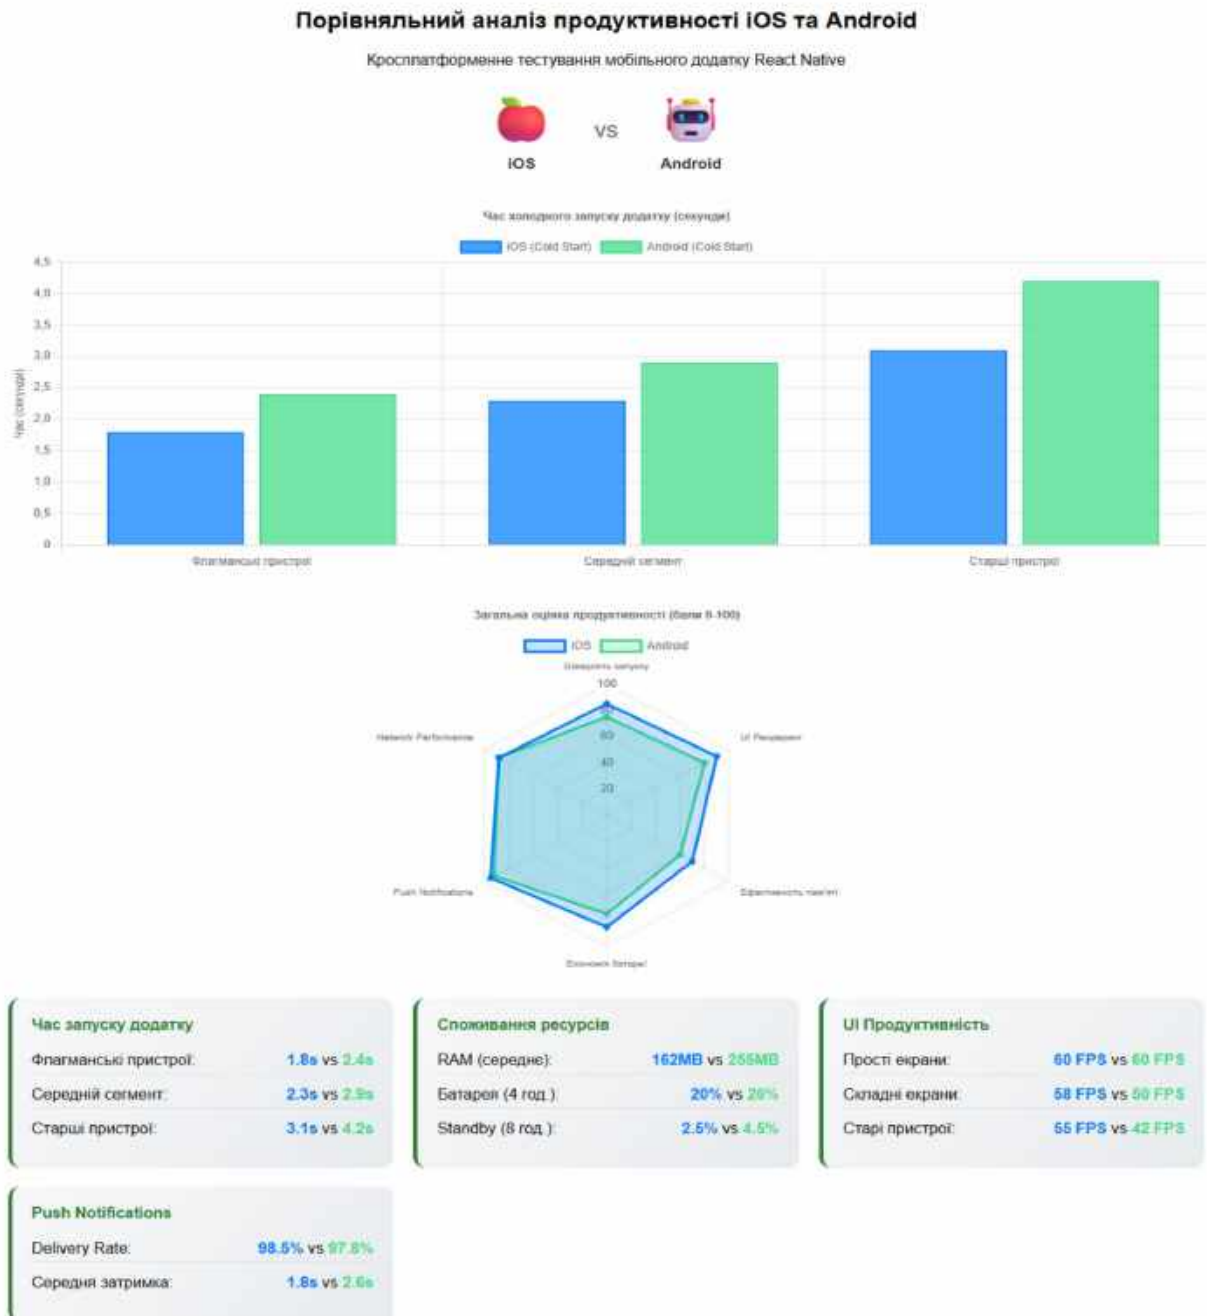 Порівняльний аналіз продуктивності iOS та Android
Кросплатформенне тестування мобільного додатку React Native
VS
iOS
Android
Час холодного запуску додатку (секунди)
iOS (Cold Start)
Android (Cold Start)
4,5
4,0
3,5
3,0
2,5
2,0
1,5
1,0
0,5
0
Час (секунди)
Флагманські пристрої
Середній сегмент
Старші пристрої
Загальна оцінка продуктивності (бали 0-100)
iOS
Android
Швидкість запуску
100
80
60
40
20
Network Performance
UI Рендеринг
Push Notifications
Ефективність пам'яті
Економія батареї
Час запуску додатку
Флагманські пристрої: 1.8s vs 2.4s
Середній сегмент: 2.3s vs 2.9s
Старші пристрої: 3.1s vs 4.2s
Споживання ресурсів
RAM (середнє): 162MB vs 255MB
Батарея (4 год.): 20% vs 26%
Standby (8 год.): 2.5% vs 4.5%
UI Продуктивність
Прості екрани: 60 FPS vs 60 FPS
Складні екрани: 58 FPS vs 50 FPS
Старі пристрої: 55 FPS vs 42 FPS
Push Notifications
Delivery Rate: 98.5% vs 97.8%
Середня затримка: 1.8s vs 2.6s